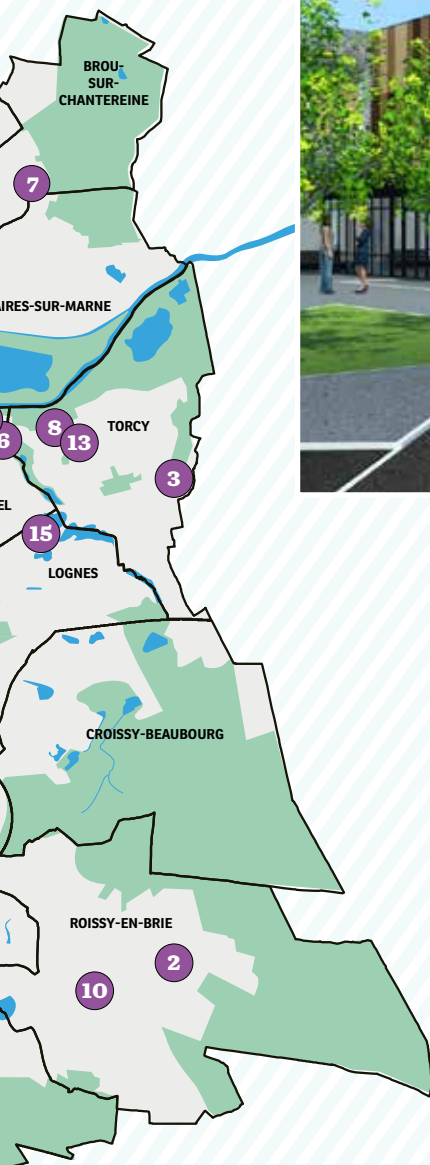 BROU-
SUR-
CHANTEREINE
7
AIRES-SUR-MARNE
8
6
13
TORCY
3
EL
15
LOGNES
CROISSY-BEAUBOURG
ROISSY-EN-BRIE
2
10